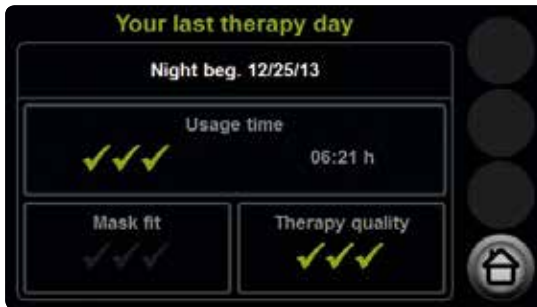 Your last therapy day
Night beg. 12/25/13
Usage time
06:21 h
Mask fit
Therapy quality